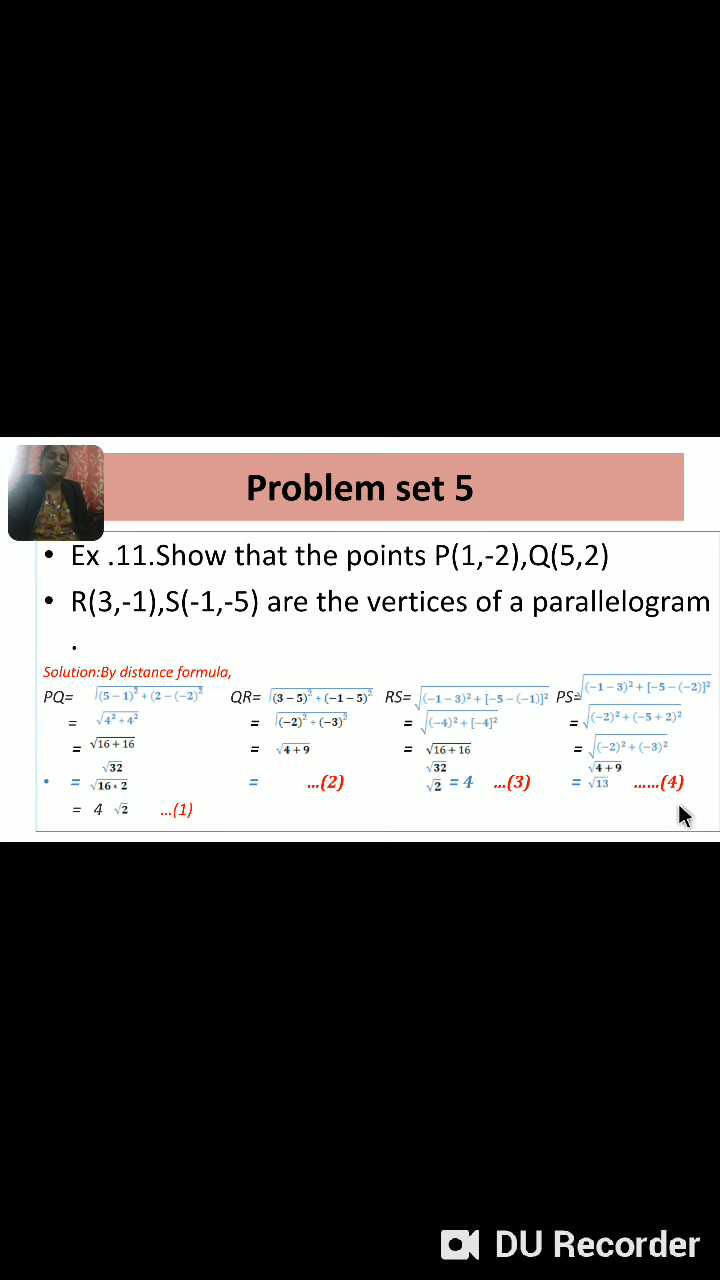 Problem set 5
• Ex .11.Show that the points P(1,-2),Q(5,2)
• R(3,-1),S(-1,-5) are the vertices of a parallelogram
.
Solution:By distance formula,
PQ= √(5 − 1)² + (2 − (−2)² QR= √(3 − 5)² + (−1 − 5)² RS= √(−1 − 3)² + [−5 − (−1)]² PS= √(−1 − 3)² + [−5 − (−2)]²
= √4² + 4² = √(−2)² + (−3)² = √(−4)² + [−4]² = √(−2)² + (−5 + 2)²
= √16 + 16 = √4 + 9 = √16 + 16 = √(−2)² + (−3)²
√32 √32 √4 + 9
• = √16 * 2 = ...(2) √2 = 4 ...(3) = √13 ......(4)
= 4 √2 ...(1)
DU Recorder